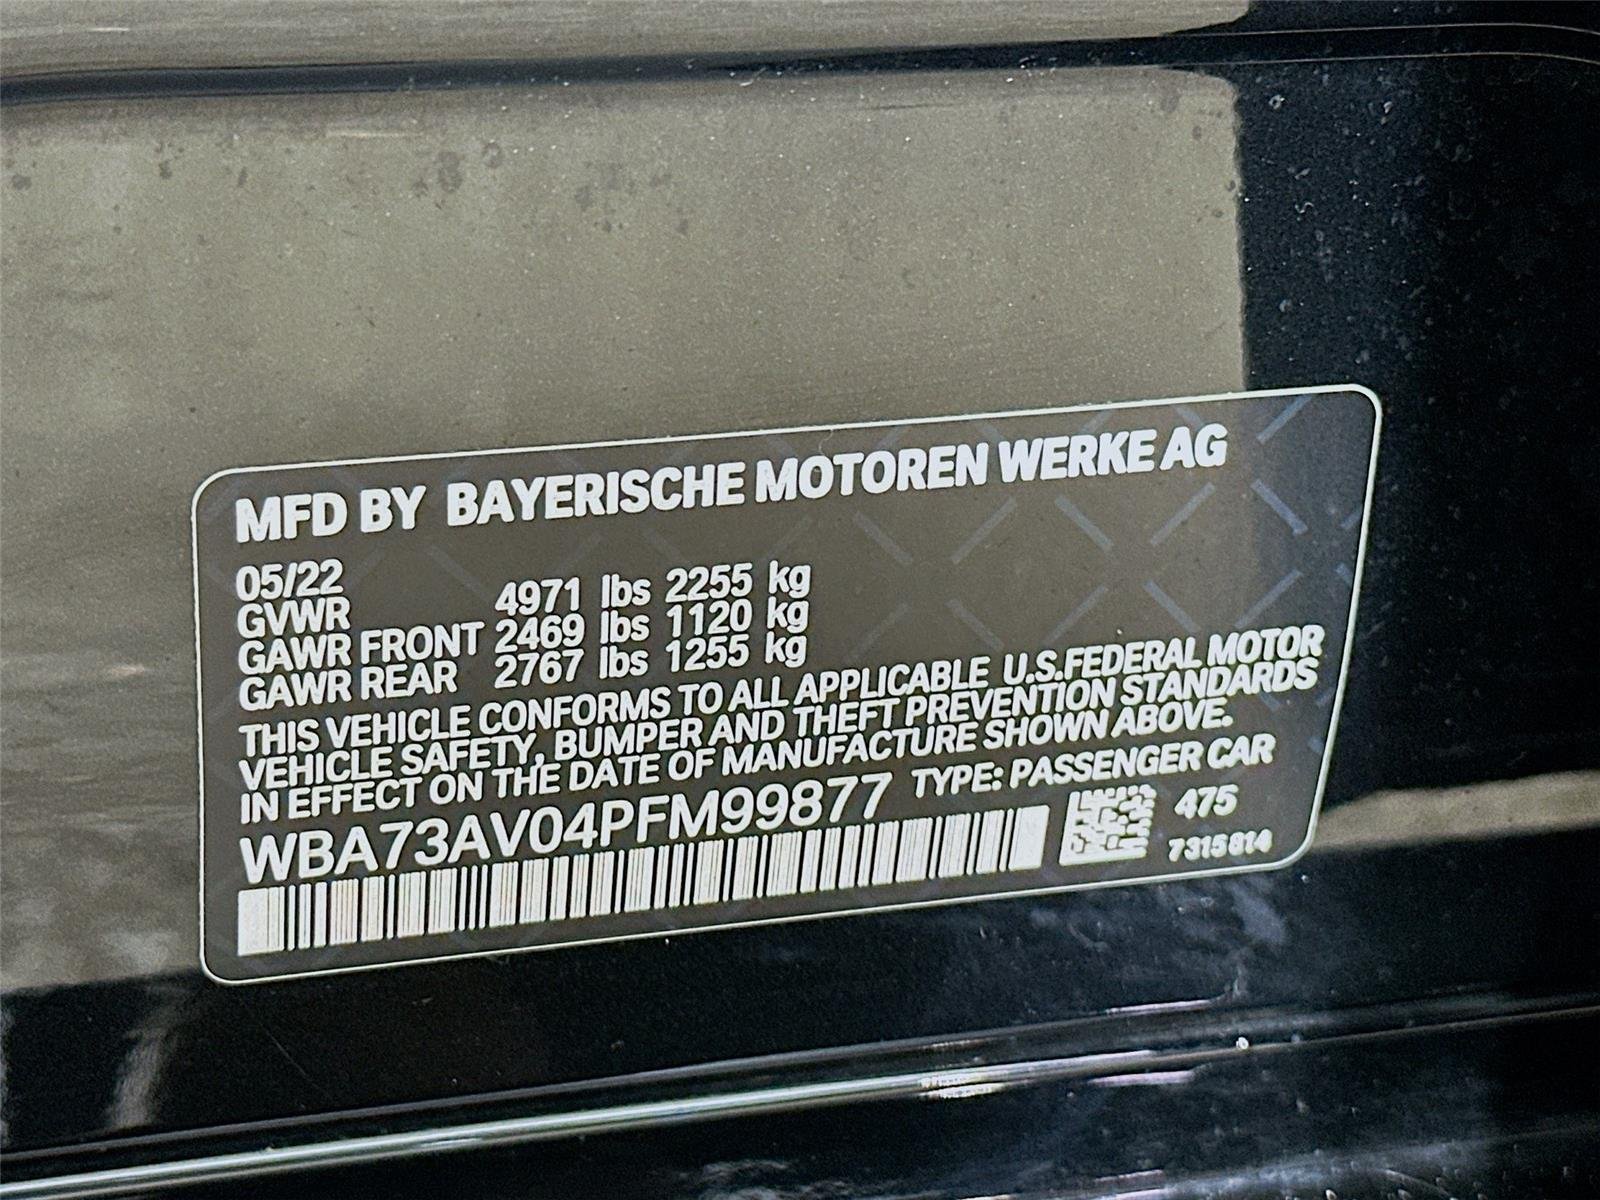 MFD BY BAYERISCHE MOTOREN WERKE AG
05/22
GVWR 4971 lbs 2255 kg
GAWR FRONT 2469 lbs 1120 kg
GAWR REAR 2767 lbs 1255 kg
THIS VEHICLE CONFORMS TO ALL APPLICABLE U.S.FEDERAL MOTOR
VEHICLE SAFETY, BUMPER AND THEFT PREVENTION STANDARDS
IN EFFECT ON THE DATE OF MANUFACTURE SHOWN ABOVE.
WBA73AV04PFM99877 TYPE: PASSENGER CAR
475
7315814